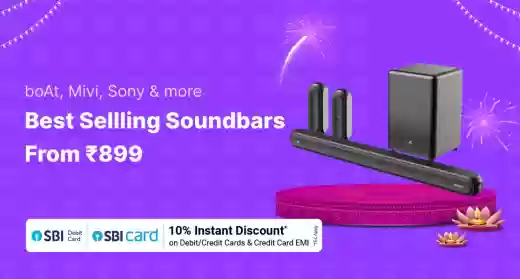 boAt, Mivi, Sony & more
Best Sellling Soundbars
From ₹899
SBI Debit Card
SBI card
10% Instant Discount*
on Debit/Credit Cards & Credit Card EMI